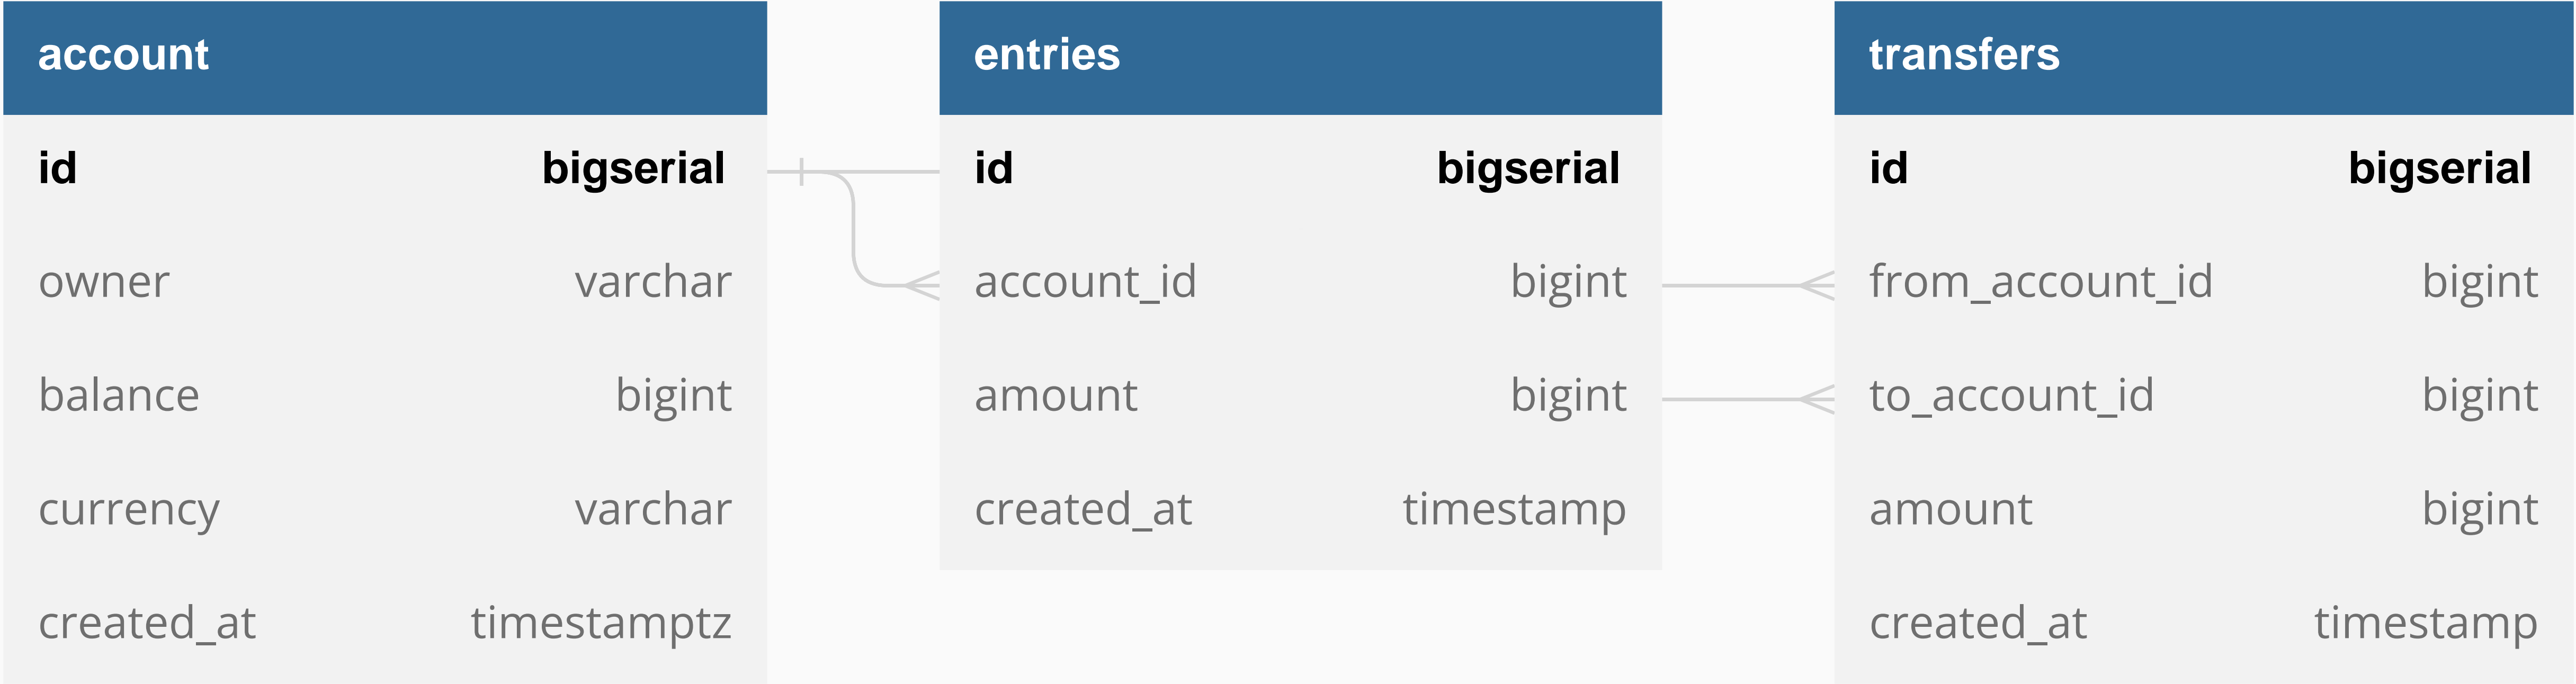 account
id bigserial
owner varchar
balance bigint
currency varchar
created_at timestamptz
entries
id bigserial
account_id bigint
amount bigint
created_at timestamp
transfers
id bigserial
from_account_id bigint
to_account_id bigint
amount bigint
created_at timestamp